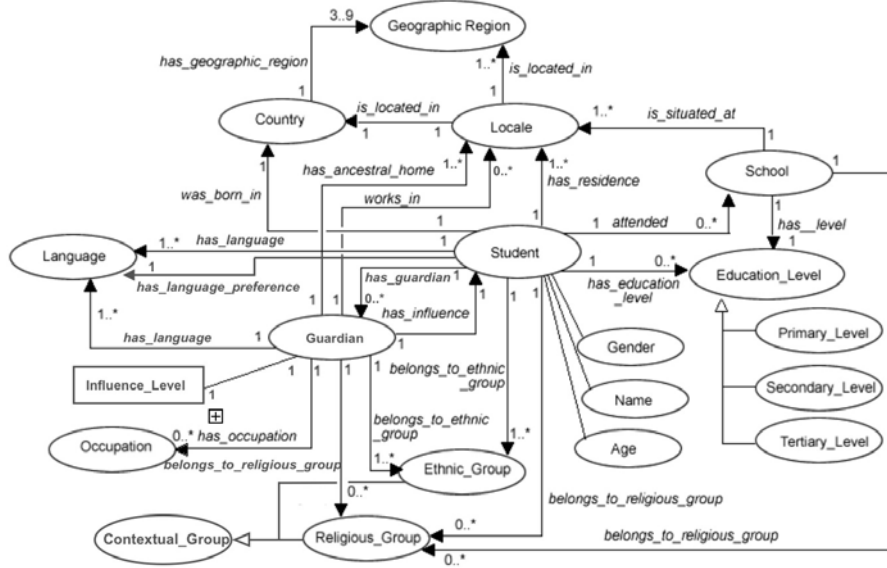 3..9
Geographic Region
has_geographic_region
1..*
is_located_in
1
1
is_located_in
1..*
is_situated_at
Country
1
1
Locale
1
1
has_ancestral_home
1..*
0..*
1..*
School
1
1
was_born_in
works_in
has_residence
1
1
1
attended
0..*
has__level
1..*
has_language
1
Student
1
Language
1
has_guardian
1
1
0..*
Education_Level
has_language_preference
0..*
1
1
1
has_education
_level
1..*
1
1
has_influence
has_language
1
Guardian
1
Gender
Primary_Level
Influence_Level
1
1
1
1
1
belongs_to_ethnic
_group
Name
Secondary_Level
Occupation
0..*
has_occupation
belongs_to_ethnic
_group
1..*
Age
Tertiary_Level
belongs_to_religious_group
1..*
Ethnic_Group
0..*
belongs_to_religious_group
Contextual_Group
Religious_Group
0..*
belongs_to_religious_group
0..*